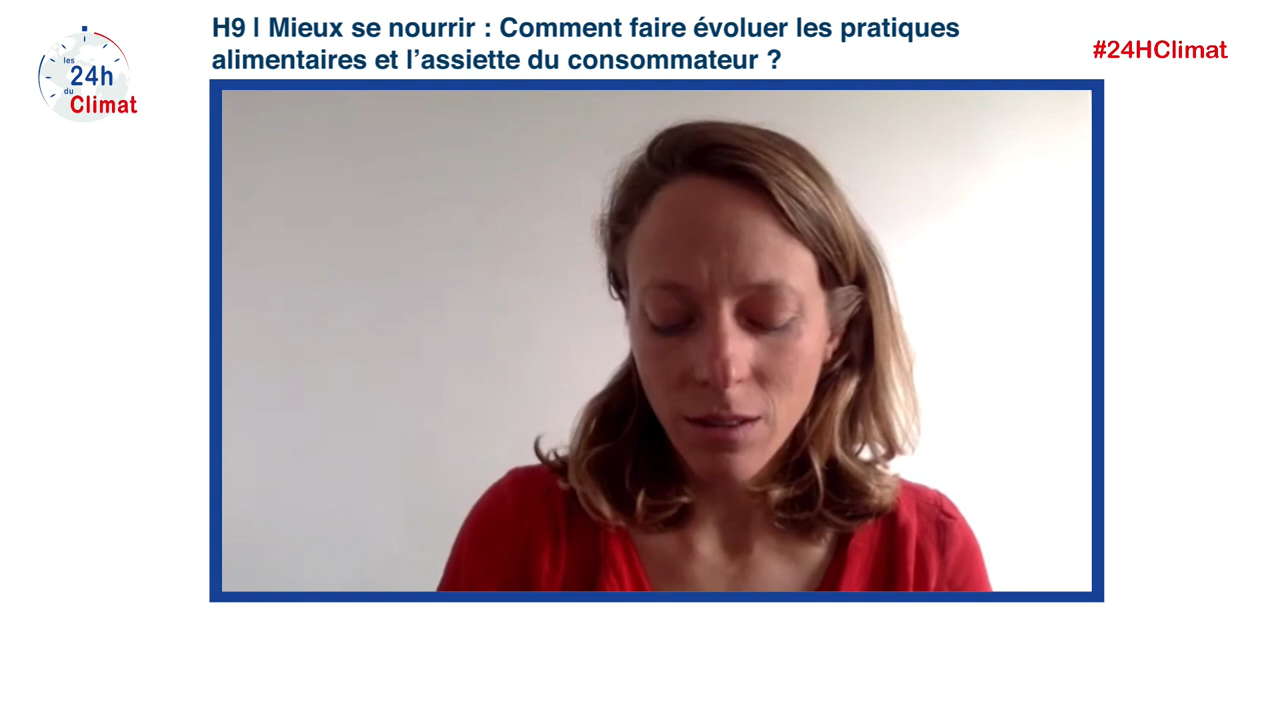 H9 | Mieux se nourrir : Comment faire évoluer les pratiques
alimentaires et l'assiette du consommateur ?
#24HClimat
les
24h
du
Climat